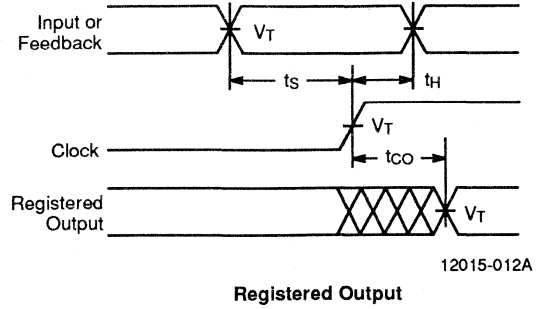 Input or
Feedback
VT
tS
tH
Clock
VT
tCO
Registered
Output
VT
12015-012A
Registered Output